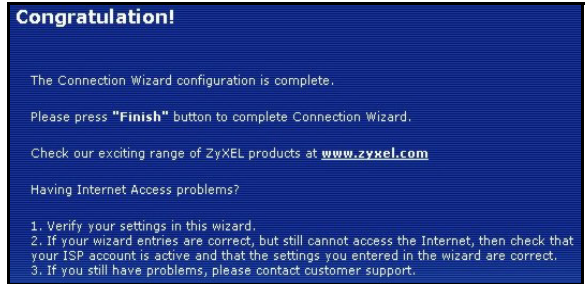 Congratulation!
The Connection Wizard configuration is complete.
Please press "Finish" button to complete Connection Wizard.
Check our exciting range of ZyXEL products at www.zyxel.com
Having Internet Access problems?
1. Verify your settings in this wizard.
2. If your wizard entries are correct, but still cannot access the Internet, then check that
your ISP account is active and that the settings you entered in the wizard are correct.
3. If you still have problems, please contact customer support.